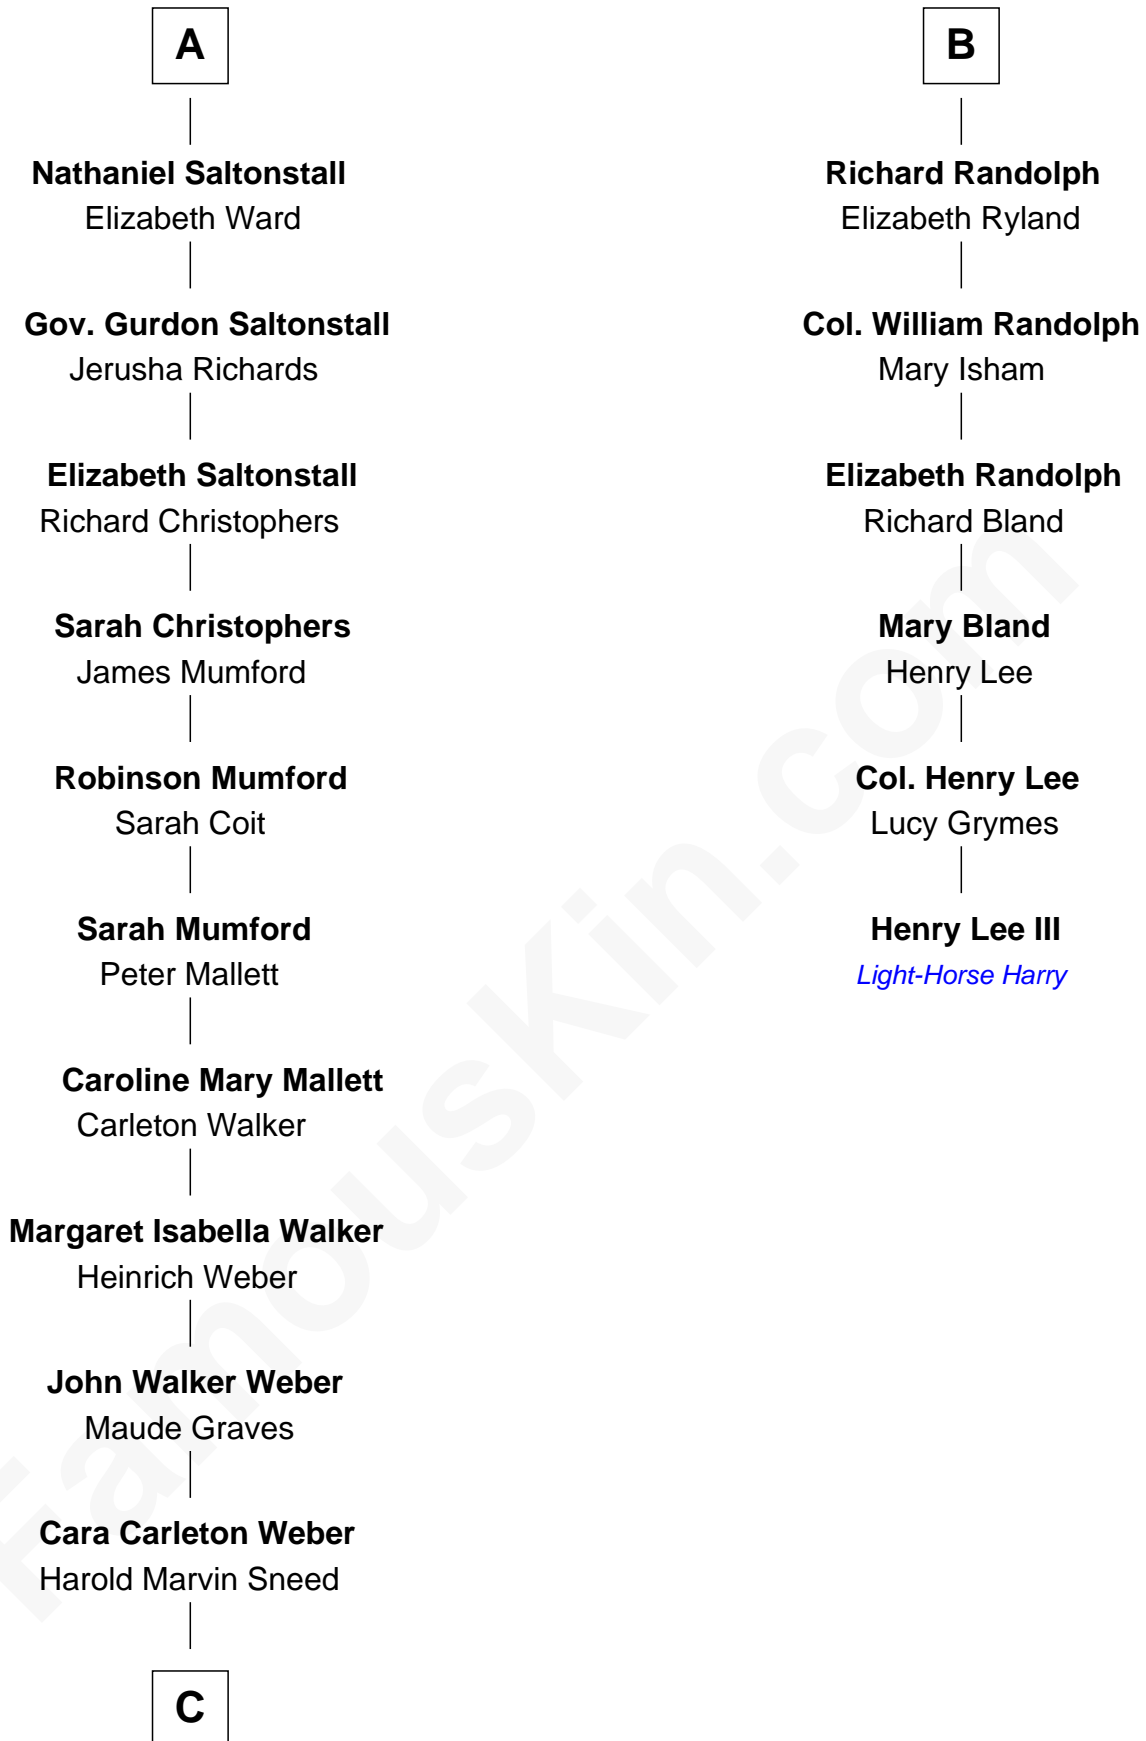 A
Nathaniel Saltonstall
Elizabeth Ward
Gov. Gurdon Saltonstall
Jerusha Richards
Elizabeth Saltonstall
Richard Christophers
Sarah Christophers
James Mumford
Robinson Mumford
Sarah Coit
Sarah Mumford
Peter Mallett
Caroline Mary Mallett
Carleton Walker
Margaret Isabella Walker
Heinrich Weber
John Walker Weber
Maude Graves
Cara Carleton Weber
Harold Marvin Sneed
C
B
Richard Randolph
Elizabeth Ryland
Col. William Randolph
Mary Isham
Elizabeth Randolph
Richard Bland
Mary Bland
Henry Lee
Col. Henry Lee
Lucy Grymes
Henry Lee III
Light-Horse Harry
FamousKin.com